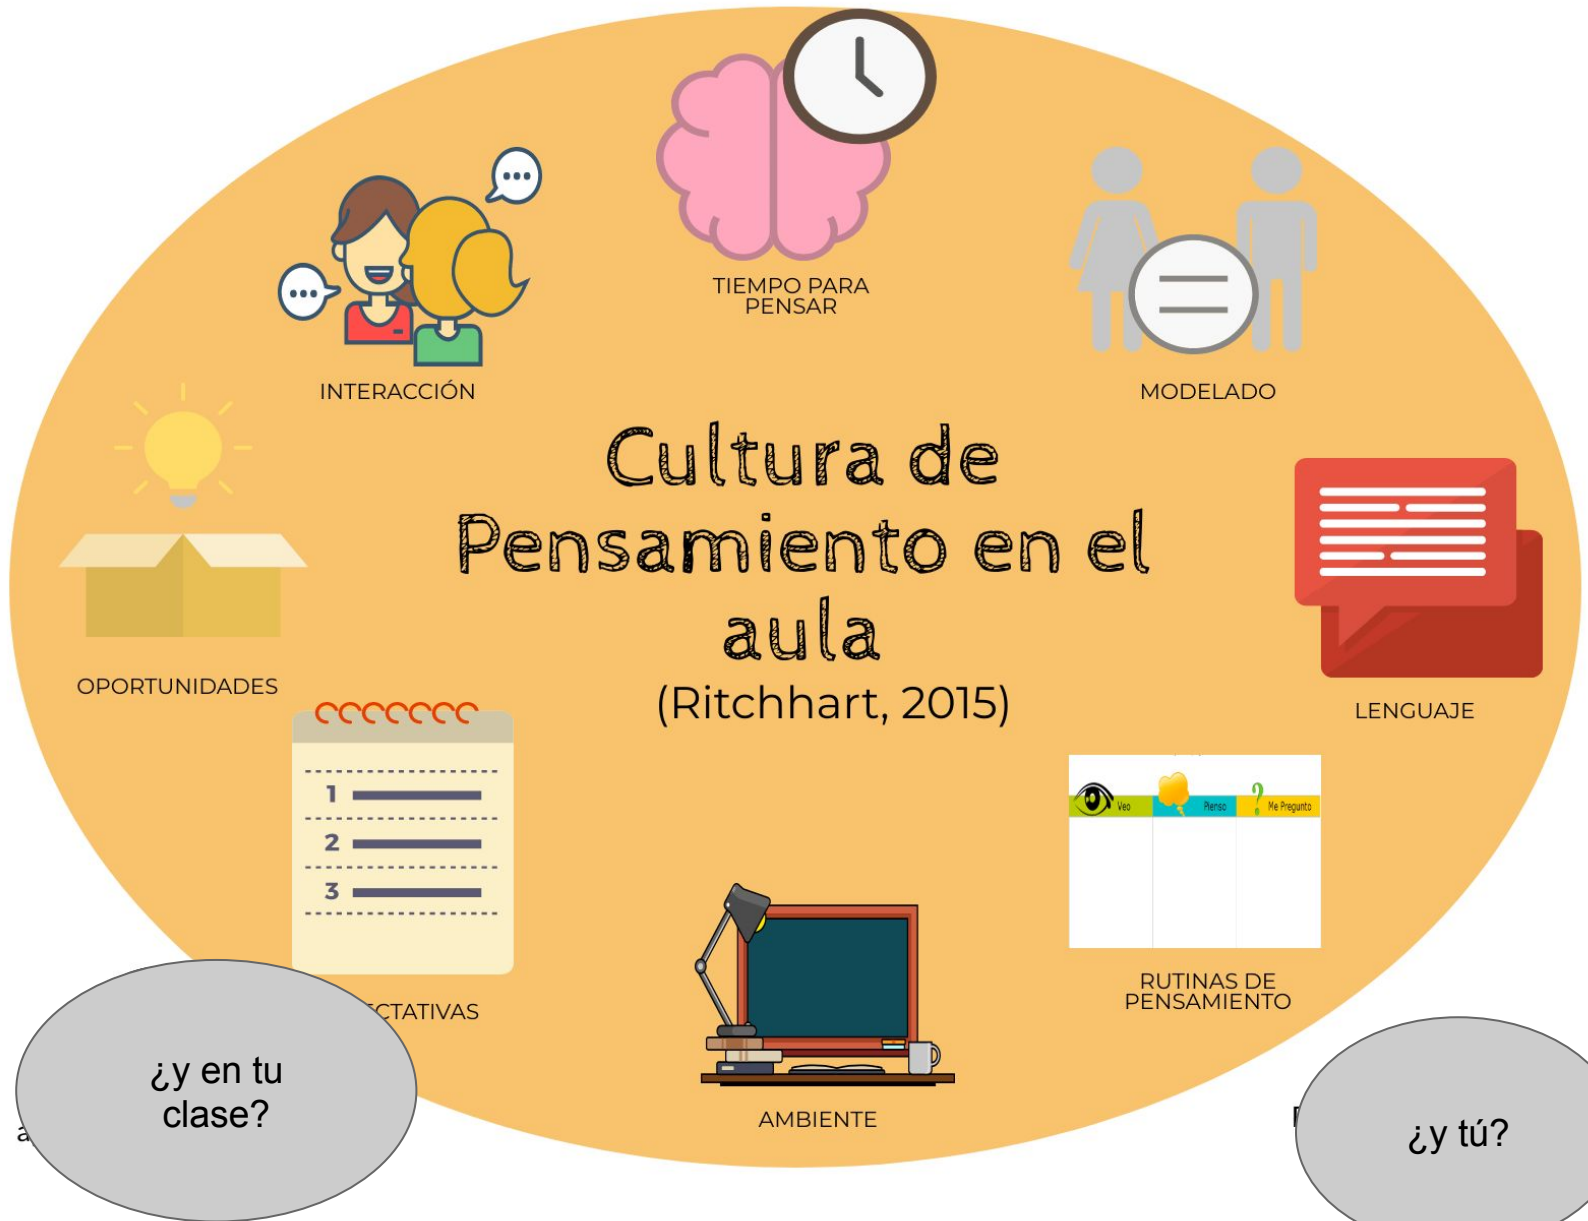 TIEMPO PARA
PENSAR
INTERACCIÓN
MODELADO
Cultura de
Pensamiento en el
aula
(Ritchhart, 2015)
OPORTUNIDADES
LENGUAJE
1
2
3
Veo
Pienso
?
Me Pregunto
RUTINAS DE
PENSAMIENTO
CTATIVAS
AMBIENTE
¿y en tu
clase?
¿y tú?